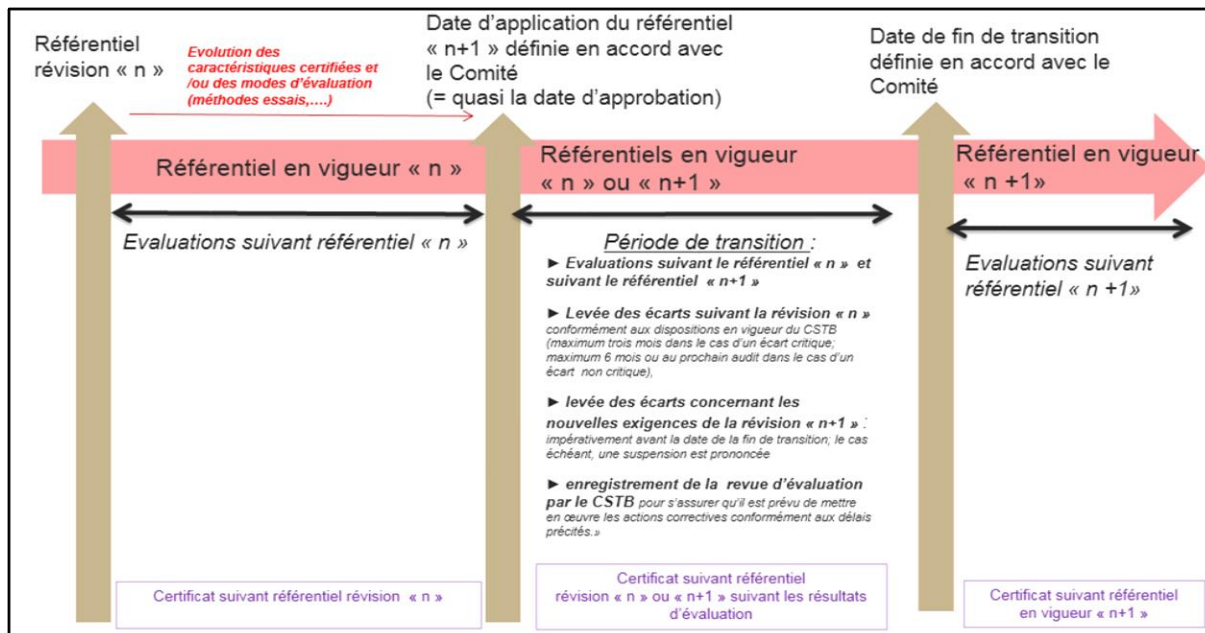 Référentiel
révision « n »
Evolution des
caractéristiques certifiées et
/ou des modes d'évaluation
(méthodes essais,....)
Date d'application du référentiel
« n+1 » définie en accord avec
le Comité
(= quasi la date d'approbation)
Date de fin de transition
définie en accord avec le
Comité
Référentiel en vigueur « n »
Référentiels en vigueur
« n » ou « n+1 »
Référentiel en vigueur
« n +1»
Evaluations suivant référentiel « n »
Période de transition :
► Evaluations suivant le référentiel « n » et
suivant le référentiel « n+1 »
► Levée des écarts suivant la révision « n »
conformément aux dispositions en vigueur du CSTB
(maximum trois mois dans le cas d'un écart critique;
maximum 6 mois ou au prochain audit dans le cas d'un
écart non critique),
► levée des écarts concernant les
nouvelles exigences de la révision « n+1 » :
impérativement avant la date de la fin de transition; le cas
échéant, une suspension est prononcée
► enregistrement de la revue d'évaluation
par le CSTB pour s'assurer qu'il est prévu de mettre
en œuvre les actions correctives conformément aux délais
précités.»
Evaluations suivant
référentiel « n +1»
Certificat suivant référentiel révision « n »
Certificat suivant référentiel
révision « n » ou « n+1 » suivant les résultats
d'évaluation
Certificat suivant référentiel
en vigueur « n+1 »